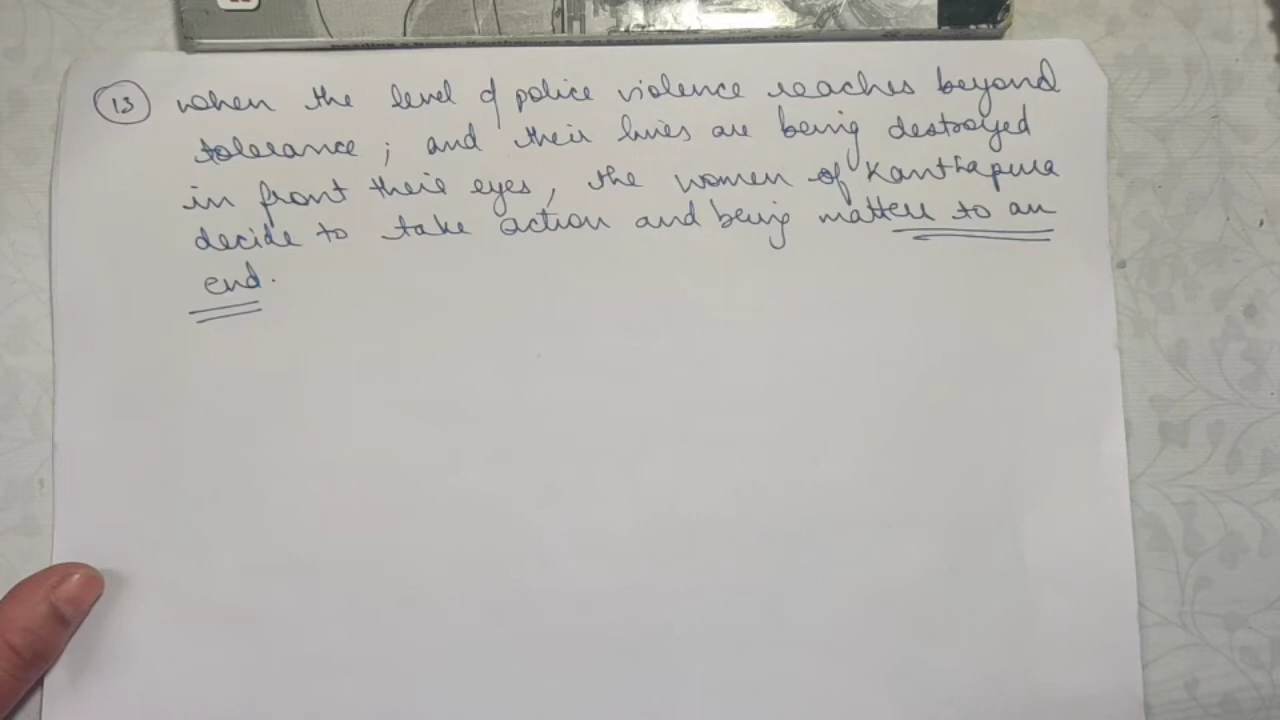 13 when the level of police violence reaches beyond
tolerance ; and their lives are being destroyed
in front their eyes, the women of Kanthapura
decide to take action and being matters to an
end.